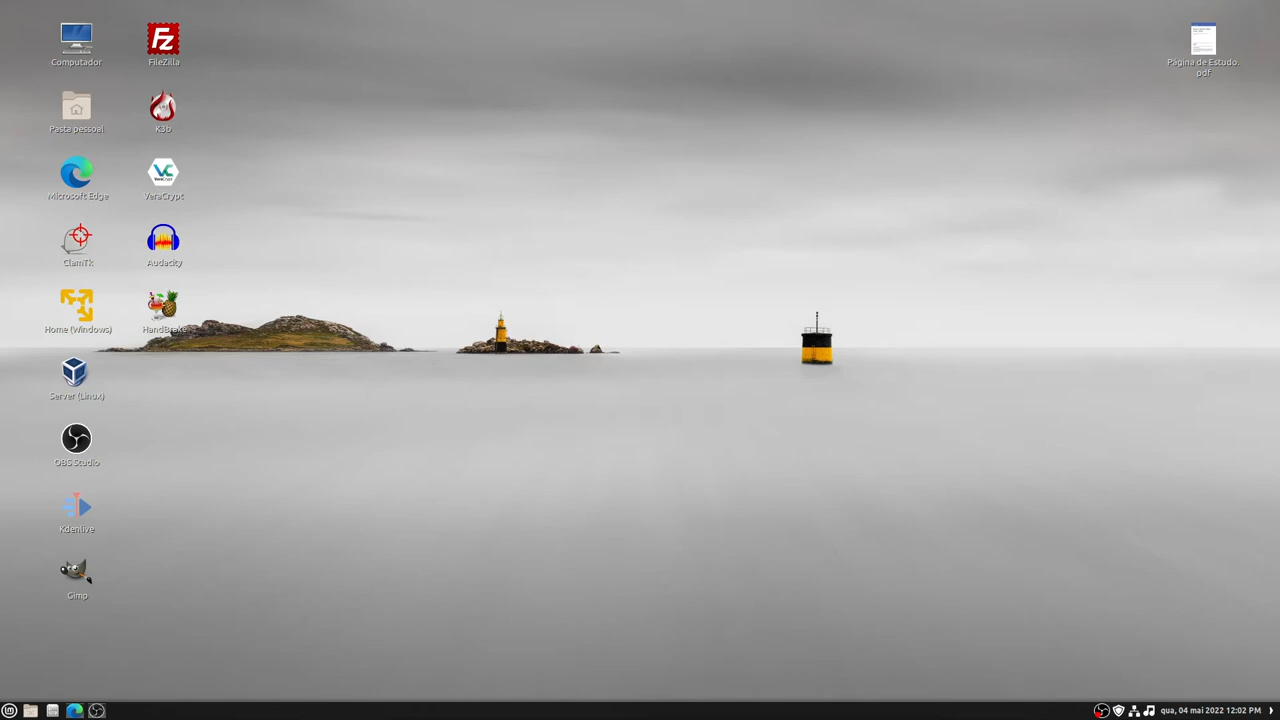 Computador
FileZilla
Página de Estudo.
pdf
Pasta pessoal
K3b
Microsoft Edge
VeraCrypt
ClamTk
Audacity
Home (Windows)
HandBrake
Server (Linux)
OBS Studio
Kdenlive
Gimp
qua, 04 mai 2022 12:02 PM